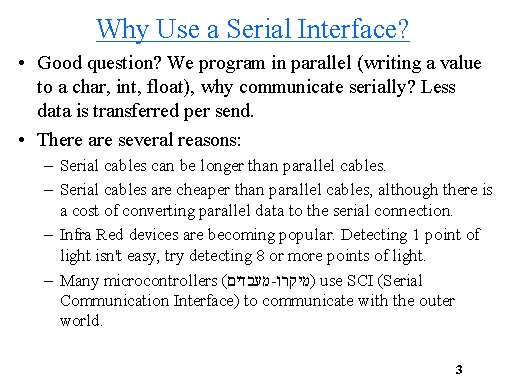 Why Use a Serial Interface?
• Good question? We program in parallel (writing a value
to a char, int, float), why communicate serially? Less
data is transferred per send.
• There are several reasons:
– Serial cables can be longer than parallel cables.
– Serial cables are cheaper than parallel cables, although there is
a cost of converting parallel data to the serial connection.
– Infra Red devices are becoming popular. Detecting 1 point of
light isn't easy, try detecting 8 or more points of light.
– Many microcontrollers (מיקרו-מעבדים) use SCI (Serial
Communication Interface) to communicate with the outer
world.
3